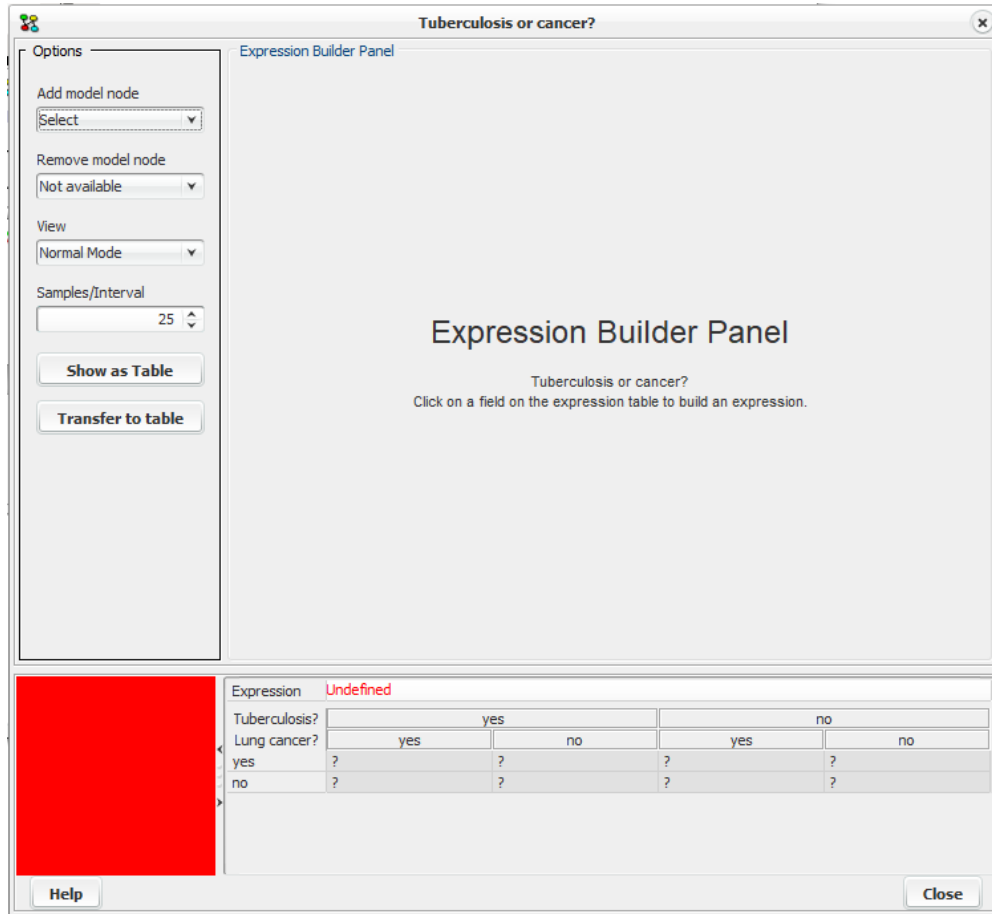 Tuberculosis or cancer?
Options
Expression Builder Panel
Add model node
Select
Remove model node
Not available
View
Normal Mode
Samples/Interval
25
Show as Table
Transfer to table
Expression Builder Panel
Tuberculosis or cancer?
Click on a field on the expression table to build an expression.
Expression Undefined
Tuberculosis? yes no
Lung cancer? yes no yes no
yes ? ? ? ?
no ? ? ? ?
Help Close